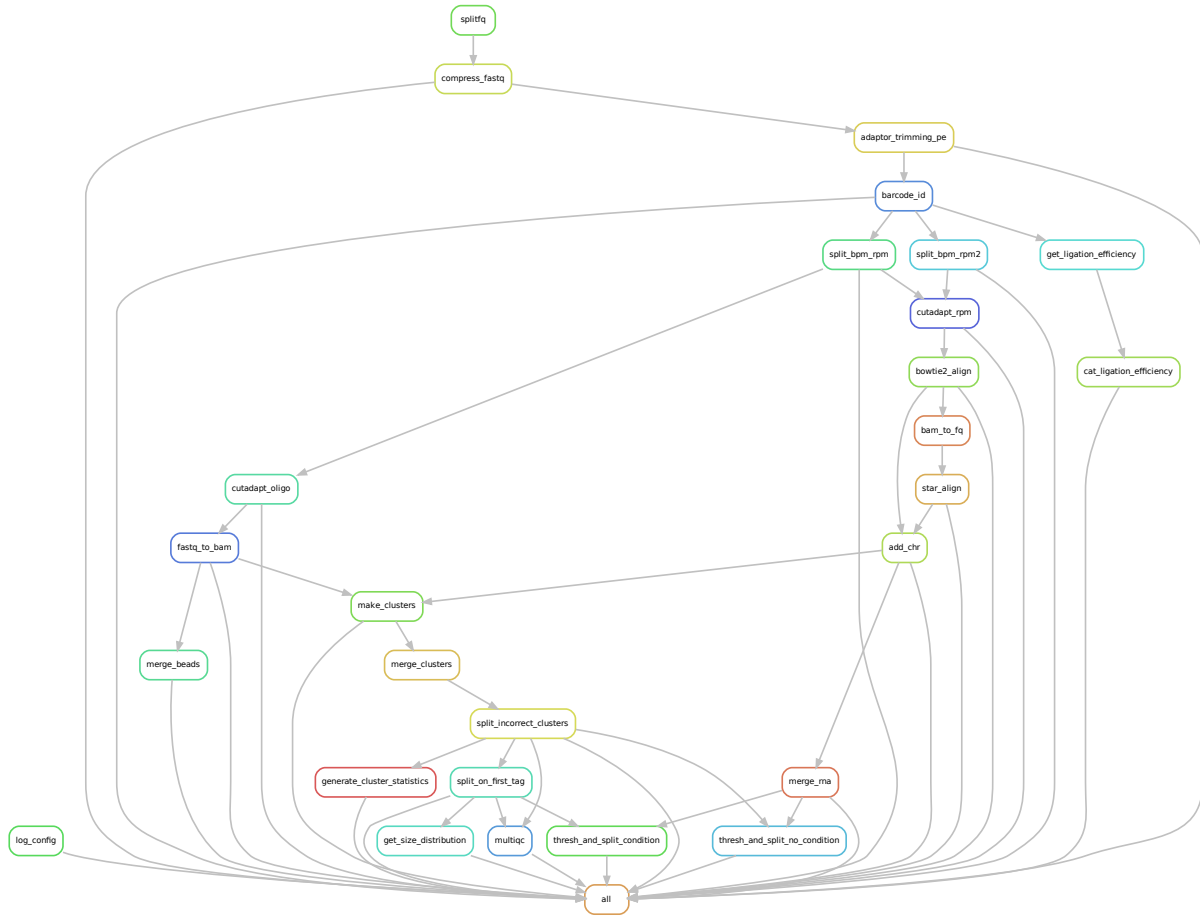 splitfq
compress_fastq
adaptor_trimming_pe
barcode_id
split_bpm_rpm
split_bpm_rpm2
get_ligation_efficiency
cutadapt_rpm
bowtie2_align
cat_ligation_efficiency
bam_to_fq
cutadapt_oligo
star_align
fastq_to_bam
add_chr
make_clusters
merge_beads
merge_clusters
split_incorrect_clusters
generate_cluster_statistics
split_on_first_tag
merge_rna
log_config
get_size_distribution
multiqc
thresh_and_split_condition
thresh_and_split_no_condition
all